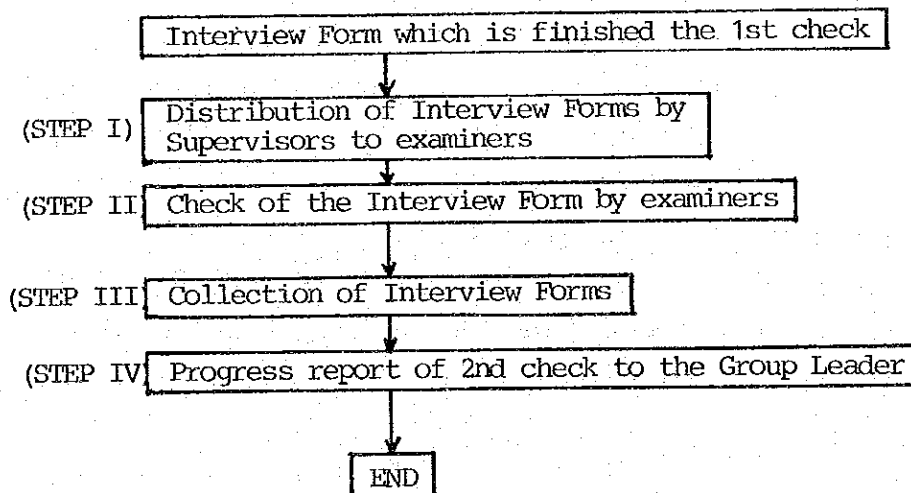 Interview Form which is finished the 1st check
(STEP I) Distribution of Interview Forms by
Supervisors to examiners
(STEP II Check of the Interview Form by examiners
(STEP III Collection of Interview Forms
(STEP IV Progress report of 2nd check to the Group Leader
END